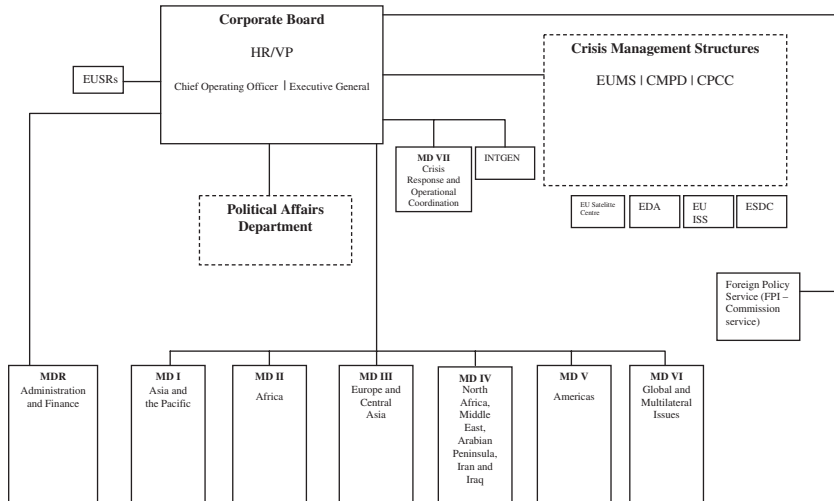 Corporate Board
HR/VP
Chief Operating Officer | Executive General
EUSRs
Crisis Management Structures
EUMS | CMPD | CPCC
MD VII
Crisis
Response and
Operational
Coordination
INTGEN
Political Affairs
Department
EU Satelitte
Centre
EDA
EU
ISS
ESDC
Foreign Policy
Service (FPI –
Commission
service)
MDR
Administration
and Finance
MD I
Asia and
the Pacific
MD II
Africa
MD III
Europe and
Central
Asia
MD IV
North
Africa,
Middle
East,
Arabian
Peninsula,
Iran and
Iraq
MD V
Americas
MD VI
Global and
Multilateral
Issues